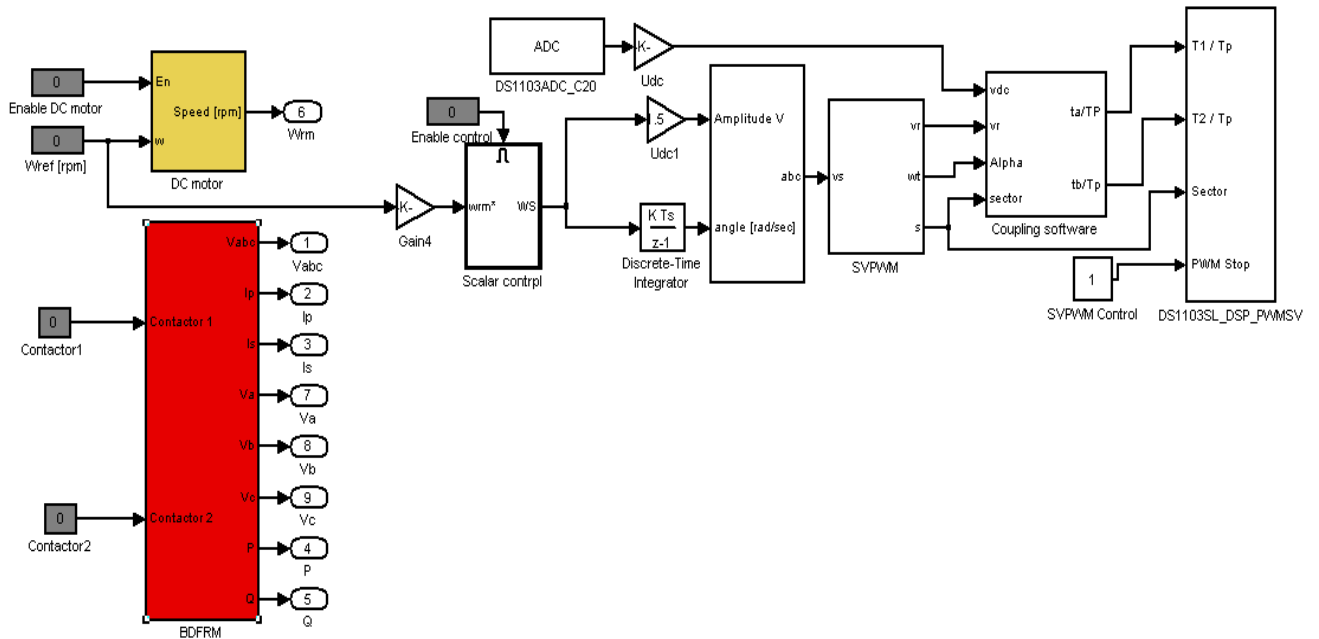 0
Enable DC motor
0
Wref [rpm]
En
Speed [rpm]
w
DC motor
6
Wrm
ADC
DS1103ADC_C20
K-
Udc
0
Enable control
K-
Gain4
wrm*
WS
Scalar contrpl
.5
Udc1
K Ts
z-1
Discrete-Time
Integrator
Amplitude V
abc
angle [rad/sec]
vs
vr
wt
s
SVPWM
vdc
ta/TP
vr
Alpha
tb/Tp
sector
Coupling software
1
SVPWM Control
T1 / Tp
T2 / Tp
Sector
PWM Stop
DS1103SL_DSP_PWMSV
0
Contactor1
0
Contactor2
Contactor 1
Contactor 2
Vabc
Ip
Is
Va
Vb
Vc
P
Q
BDFRM
1
Vabc
2
Ip
3
Is
7
Va
8
Vb
9
Vc
4
P
5
Q